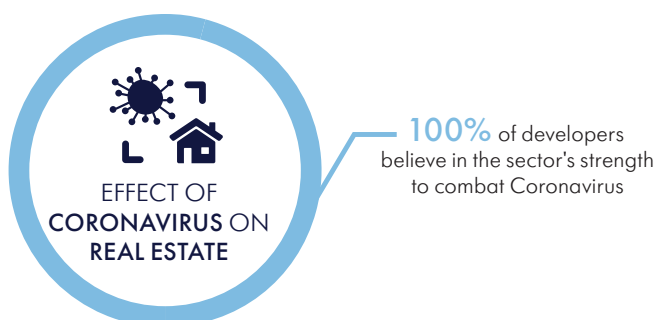 EFFECT OF
CORONAVIRUS ON
REAL ESTATE
100% of developers
believe in the sector's strength
to combat Coronavirus